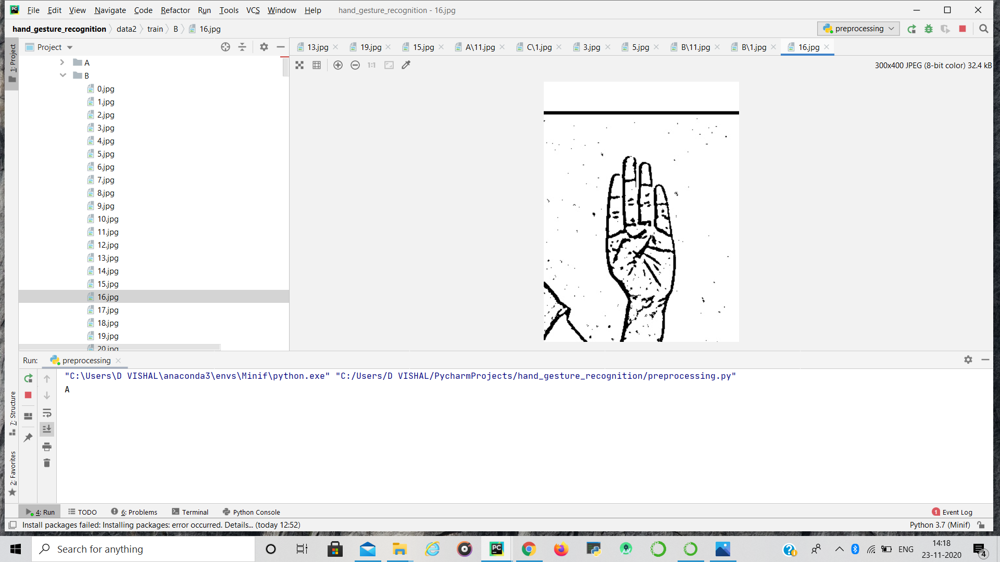 File Edit View Navigate Code Refactor Run Tools VCS Window Help hand_gesture_recognition - 16.jpg
hand_gesture_recognition data2 train B 16.jpg preprocessing
1: Project
Project
13.jpg 19.jpg 15.jpg A\11.jpg C\1.jpg 3.jpg 5.jpg B\11.jpg B\1.jpg 16.jpg
1:1
300x400 JPEG (8-bit color) 32.4 kB
A
B
0.jpg
1.jpg
2.jpg
3.jpg
4.jpg
5.jpg
6.jpg
7.jpg
8.jpg
9.jpg
10.jpg
11.jpg
12.jpg
13.jpg
14.jpg
15.jpg
16.jpg
17.jpg
18.jpg
19.jpg
20.jpg
Run: preprocessing
"C:\Users\D VISHAL\anaconda3\envs\Minif\python.exe" "C:/Users/D VISHAL/PycharmProjects/hand_gesture_recognition/preprocessing.py"
A
7: Structure
2: Favorites
4: Run TODO 6: Problems Terminal Python Console 1 Event Log
Install packages failed: Installing packages: error occurred. Details... (today 12:52) Python 3.7 (Minif)
Search for anything
PC
ENG
14:18
23-11-2020
4